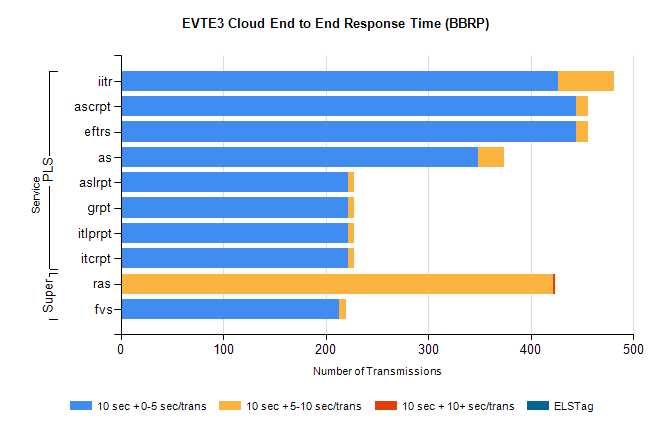 EVTE3 Cloud End to End Response Time (BBRP)
Service
PLS
iitr
ascrpt
eftrs
as
aslrpt
grpt
itlprpt
itcrpt
Super
ras
fvs
0 100 200 300 400 500
Number of Transmissions
10 sec +0-5 sec/trans 10 sec +5-10 sec/trans 10 sec + 10+ sec/trans ELSTag